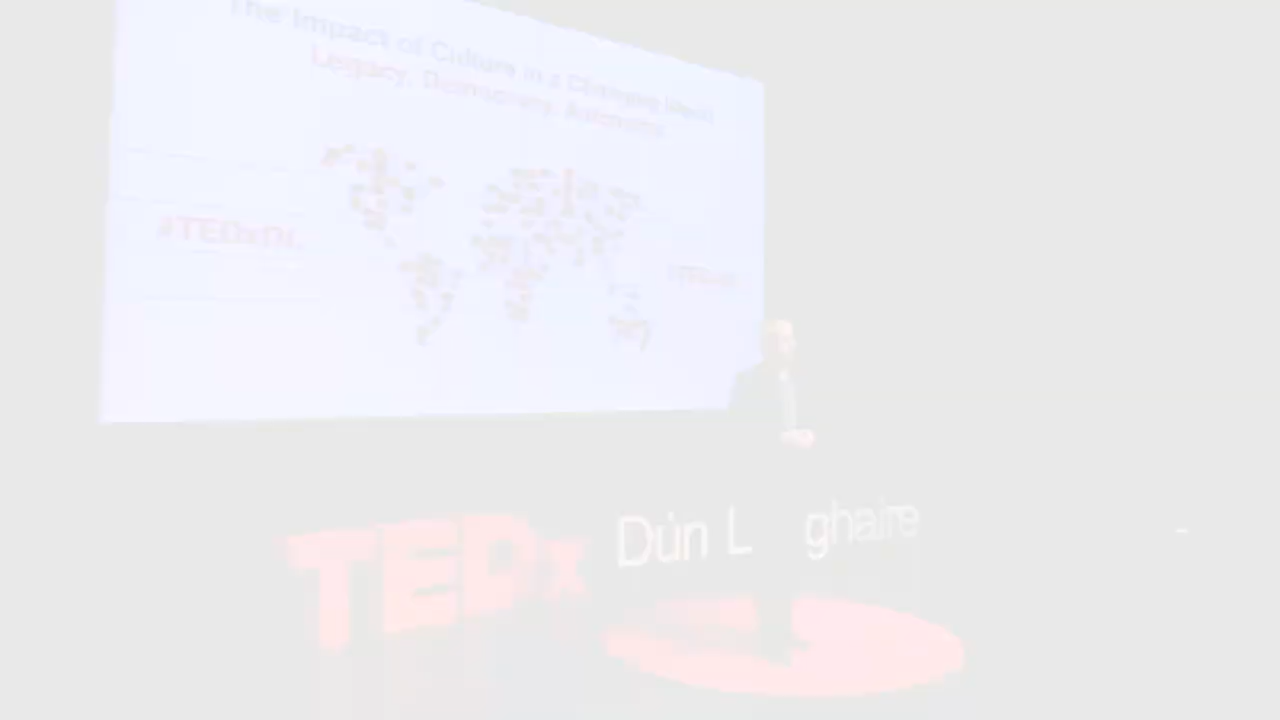 The Impact of Culture in a Changing World
Legacy, Democracy, Autonomy
#TEDxDL
TEDx
Dún L ghaire